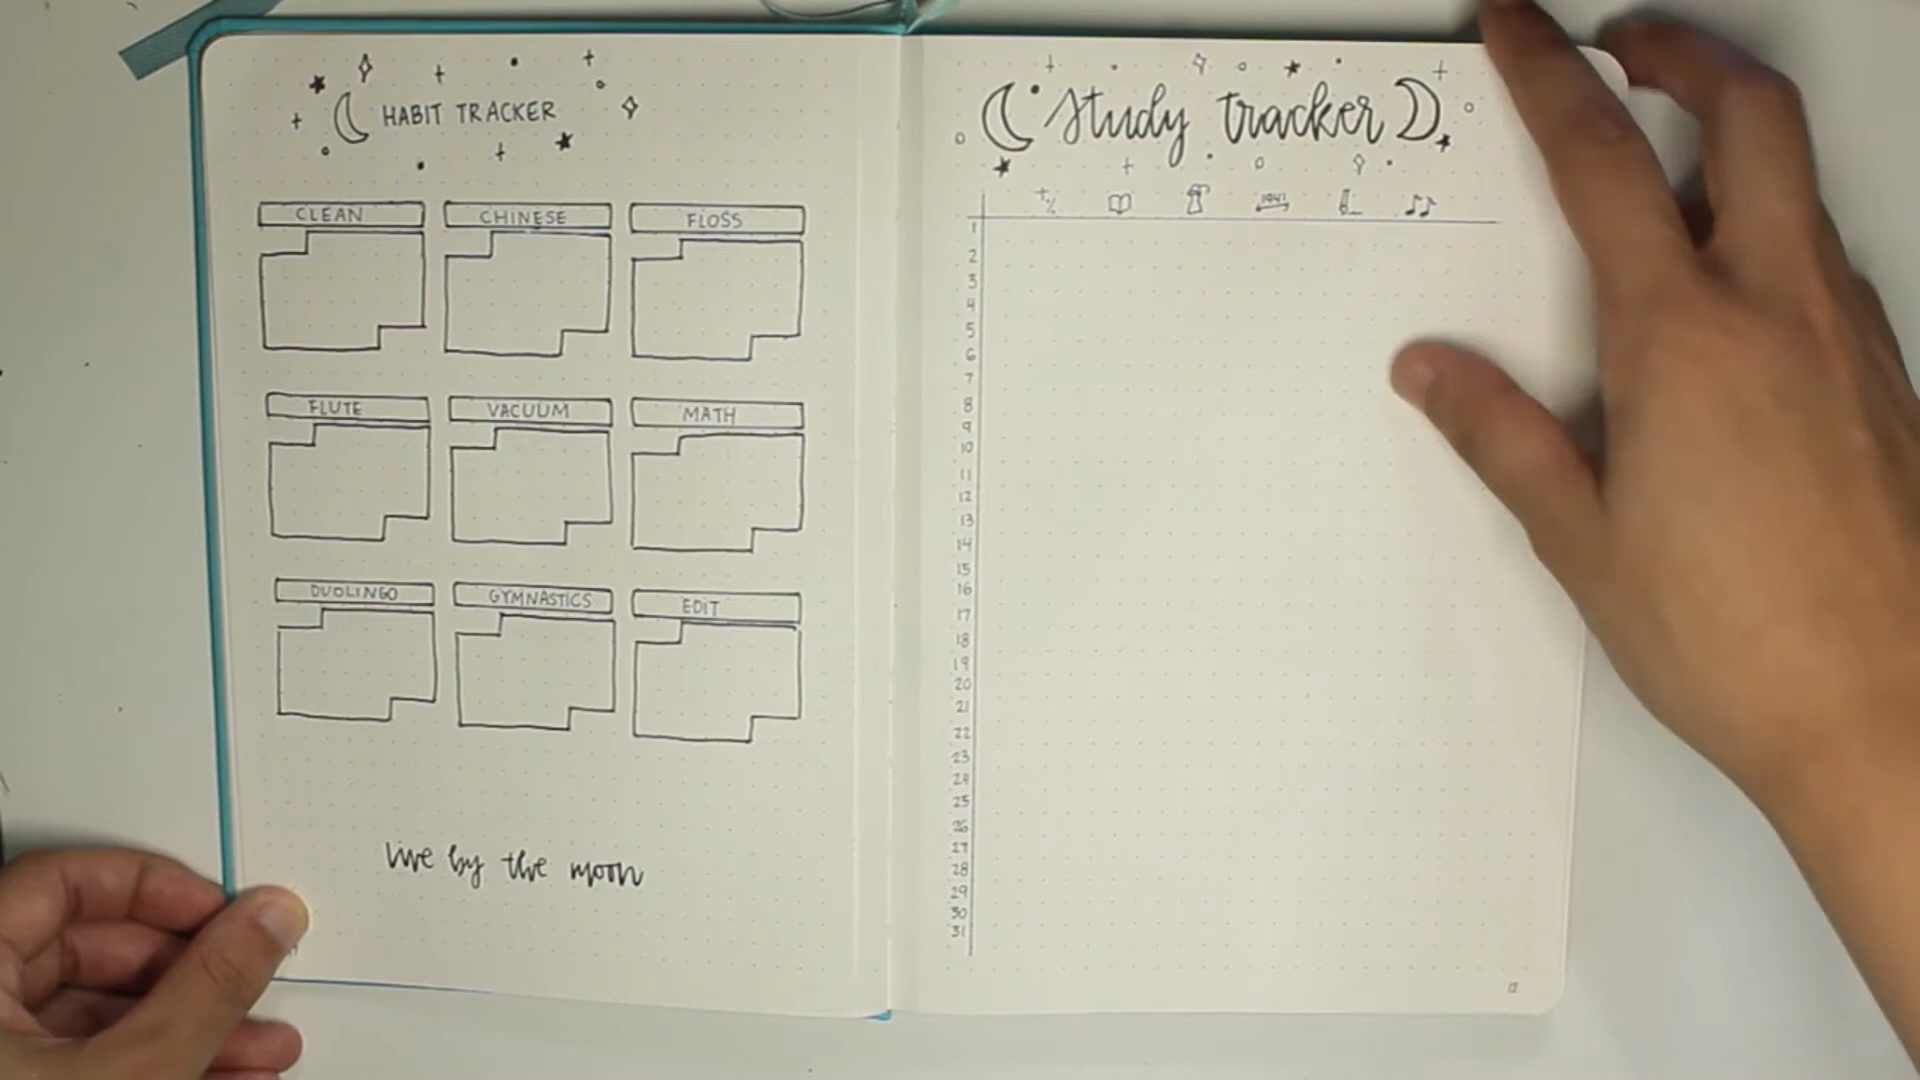 HABIT TRACKER
CLEAN
CHINESE
FLOSS
FLUTE
VACUUM
MATH
DUOLINGO
GYMNASTICS
EDIT
live by the moon
Study tracker
1
2
3
4
5
6
7
8
9
10
11
12
13
14
15
16
17
18
19
20
21
22
23
24
25
26
27
28
29
30
31